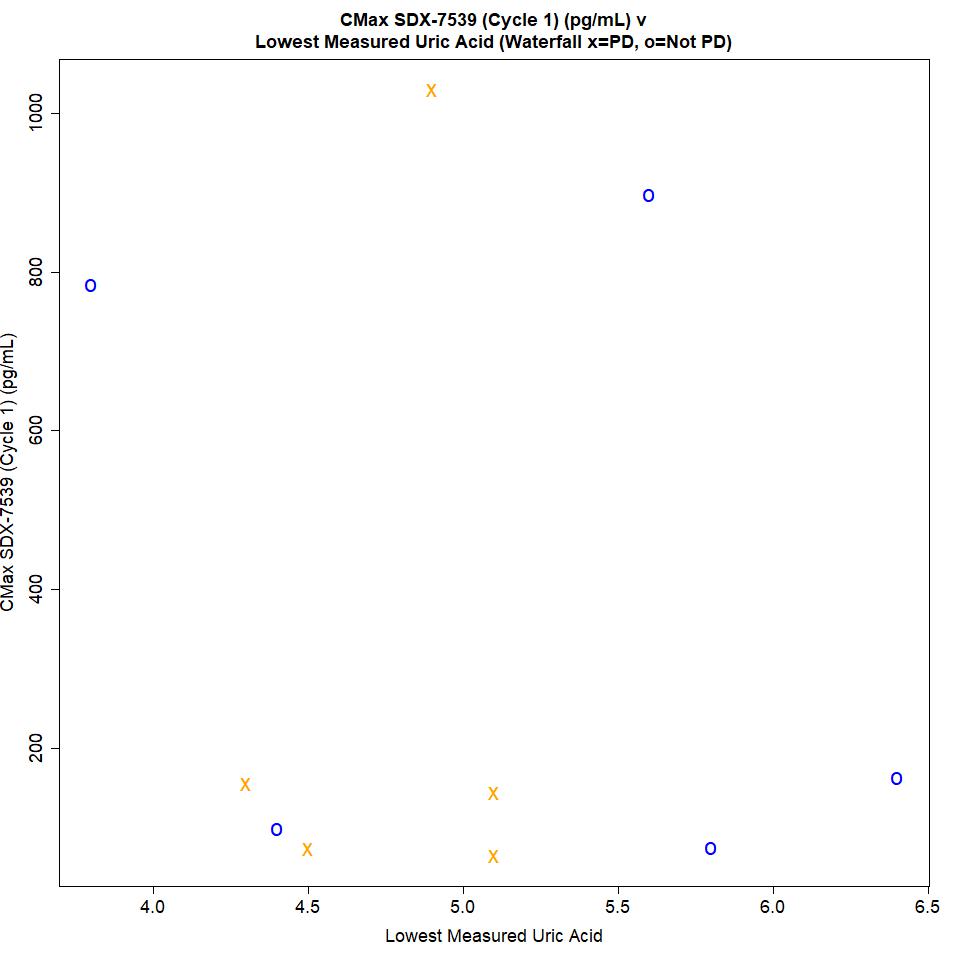 CMax SDX-7539 (Cycle 1) (pg/mL) v
Lowest Measured Uric Acid (Waterfall x=PD, o=Not PD)
CMax SDX-7539 (Cycle 1) (pg/mL)
1000
800
600
400
200
x
o
o
x
x
o
o
x
x
o
4.0 4.5 5.0 5.5 6.0 6.5
Lowest Measured Uric Acid